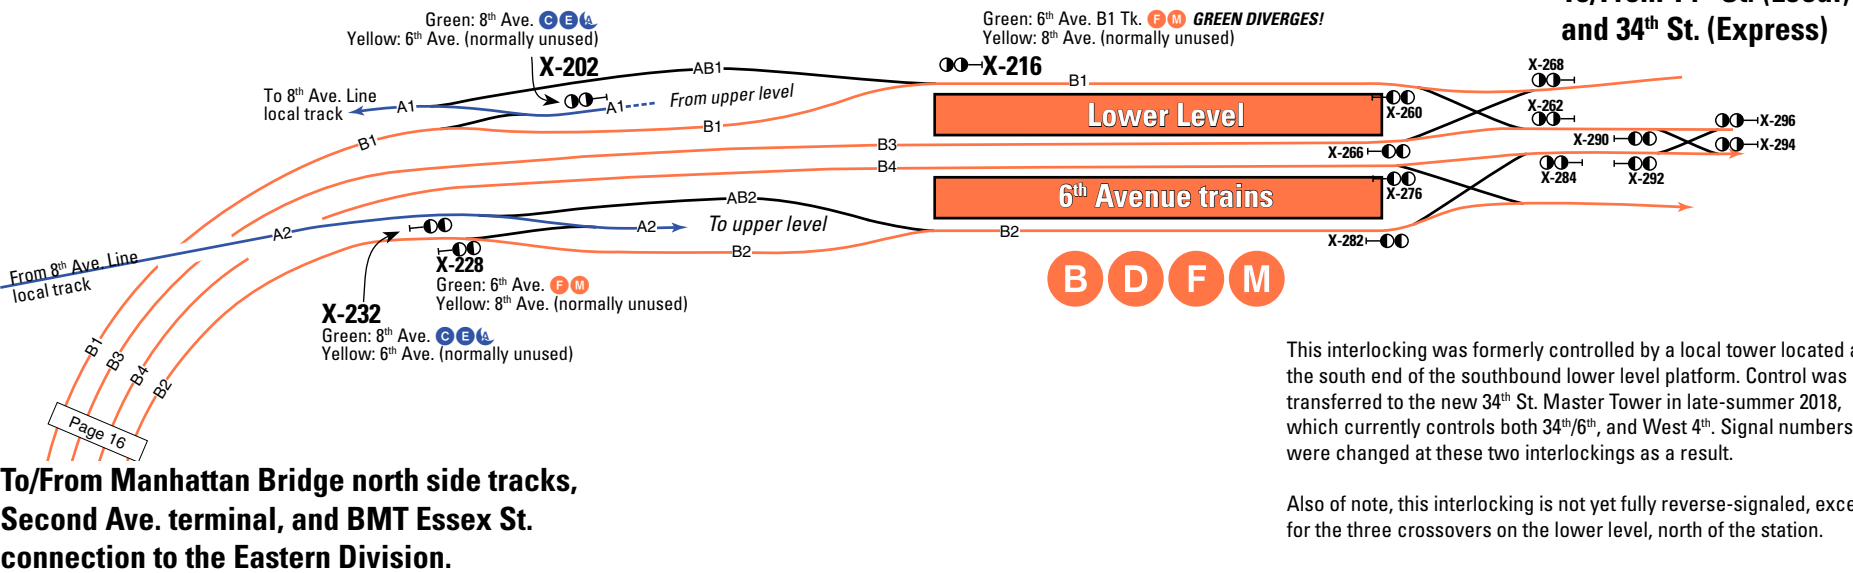 Green: 8th Ave. C E A
Yellow: 6th Ave. (normally unused)
X-202
Green: 6th Ave. B1 Tk. F M GREEN DIVERGES!
Yellow: 8th Ave. (normally unused)
X-216
and 34th St. (Express)
To 8th Ave. Line
local track
A1
AB1
A1
From upper level
B1
B1
B1
B3
B4
Lower Level
6th Avenue trains
X-260
X-266
X-276
X-282
X-268
X-262
X-290
X-296
X-294
X-284
X-292
A2
AB2
A2
To upper level
B2
B2
From 8th Ave. Line
local track
X-228
Green: 6th Ave. F M
Yellow: 8th Ave. (normally unused)
X-232
Green: 8th Ave. C E A
Yellow: 6th Ave. (normally unused)
B D F M
B1
B3
B4
B2
Page 16
To/From Manhattan Bridge north side tracks,
Second Ave. terminal, and BMT Essex St.
connection to the Eastern Division.
This interlocking was formerly controlled by a local tower located
the south end of the southbound lower level platform. Control was
transferred to the new 34th St. Master Tower in late-summer 2018,
which currently controls both 34th/6th, and West 4th. Signal numbers
were changed at these two interlockings as a result.
Also of note, this interlocking is not yet fully reverse-signaled,
for the three crossovers on the lower level, north of the station.